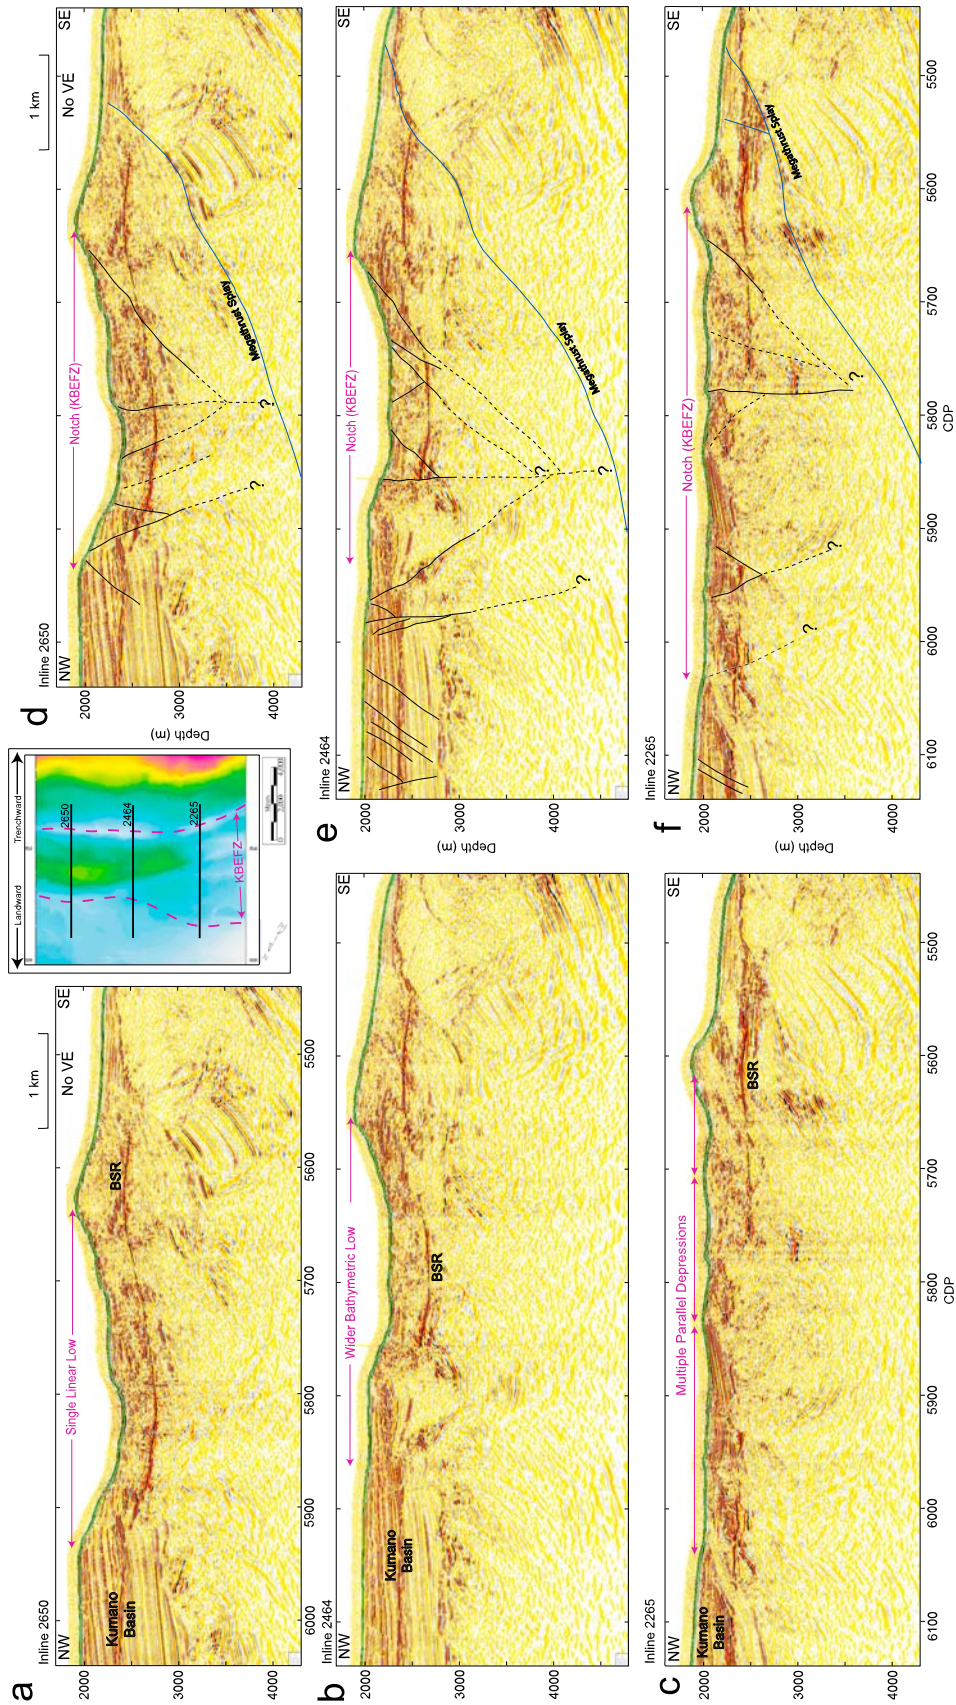 a
Inline 2650
NW
SE
1 km
No VE
Single Linear Low
BSR
Kumano
Basin
2000
3000
4000
6000
5900
5800
5700
5600
5500
b
Inline 2464
NW
SE
Wider Bathymetric Low
BSR
Kumano
Basin
2000
3000
4000
c
Inline 2265
NW
SE
Multiple Parallel Depressions
BSR
Kumano
Basin
2000
3000
4000
6100
6000
5900
5800
5700
5600
5500
CDP
Landward
Trenchward
2650
2464
2265
KBEFZ
d
Inline 2650
NW
SE
1 km
No VE
Notch (KBEFZ)
Megathrust Splay
?
?
2000
3000
4000
Depth (m)
e
Inline 2464
NW
SE
Notch (KBEFZ)
Megathrust Splay
?
?
?
2000
3000
4000
Depth (m)
f
Inline 2265
NW
SE
Notch (KBEFZ)
Megathrust Splay
?
?
?
2000
3000
4000
Depth (m)
6100
6000
5900
5800
5700
5600
5500
CDP